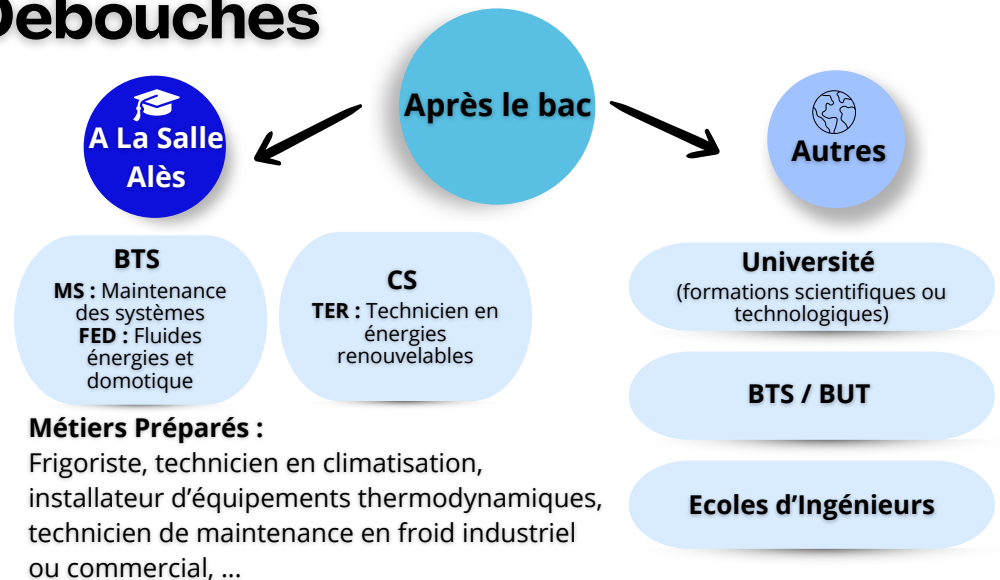 Debouches
Après le bac
A La Salle
Alès
Autres
BTS
MS : Maintenance
des systèmes
FED : Fluides
énergies et
domotique
CS
TER : Technicien en
énergies
renouvelables
Université
(formations scientifiques ou
technologiques)
BTS / BUT
Ecoles d’Ingénieurs
Métiers Préparés :
Frigoriste, technicien en climatisation,
installateur d’équipements thermodynamiques,
technicien de maintenance en froid industriel
ou commercial, ...